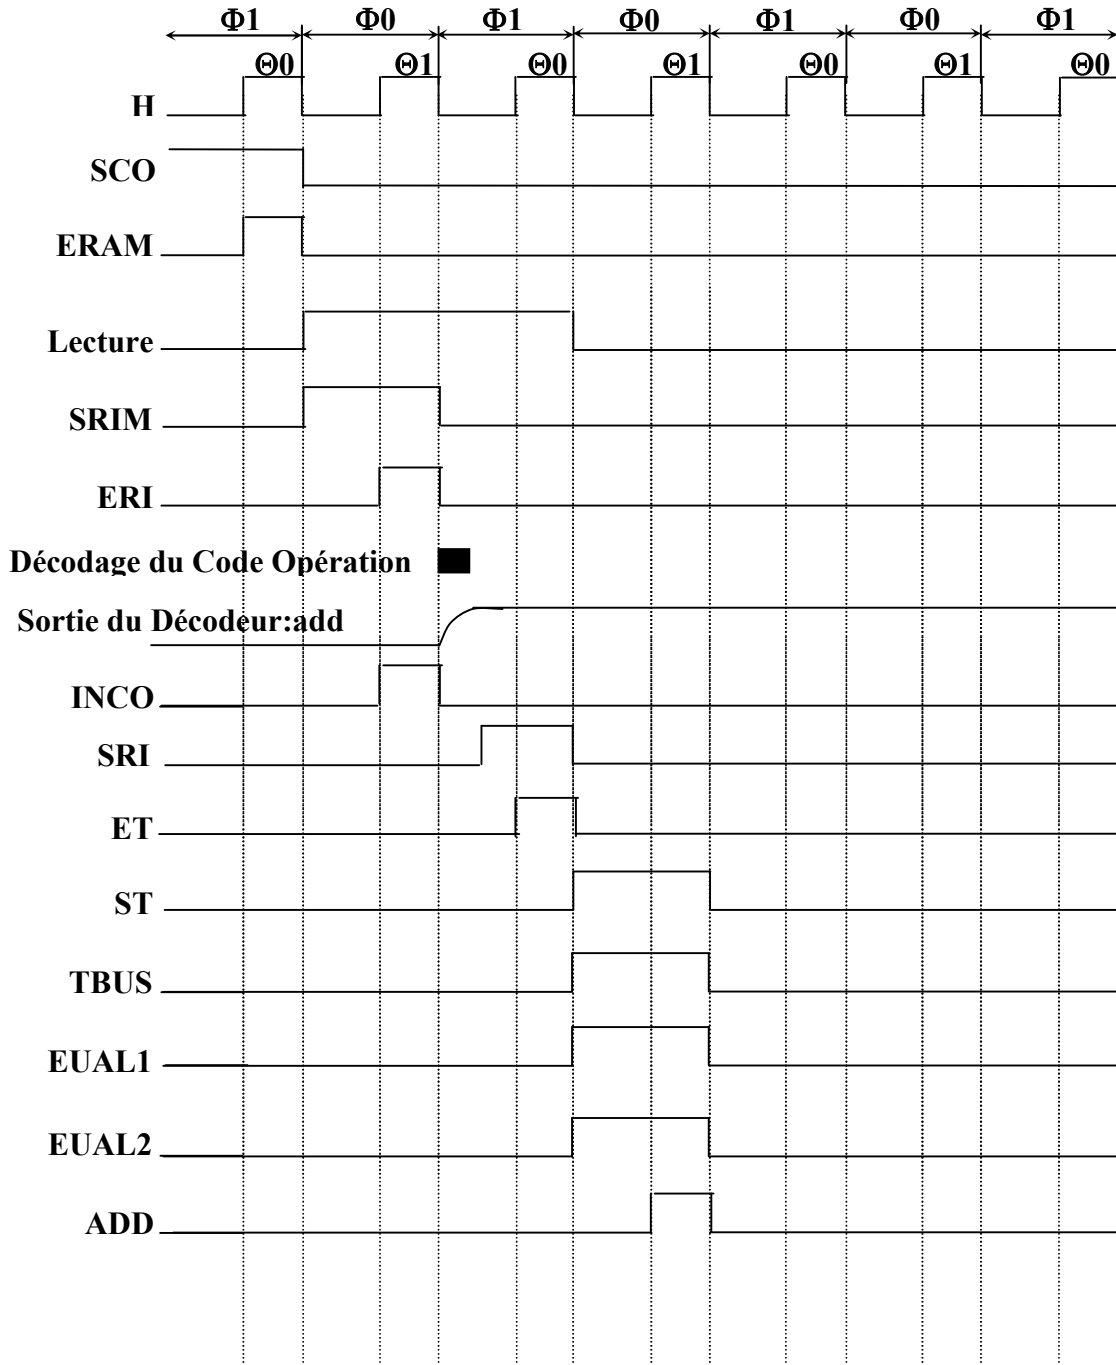 Φ1 Φ0 Φ1 Φ0 Φ1 Φ0 Φ1
Θ0 Θ1 Θ0 Θ1 Θ0 Θ1 Θ0
H
SCO
ERAM
Lecture
SRIM
ERI
Décodage du Code Opération
Sortie du Décodeur:add
INCO
SRI
ET
ST
TBUS
EUAL1
EUAL2
ADD